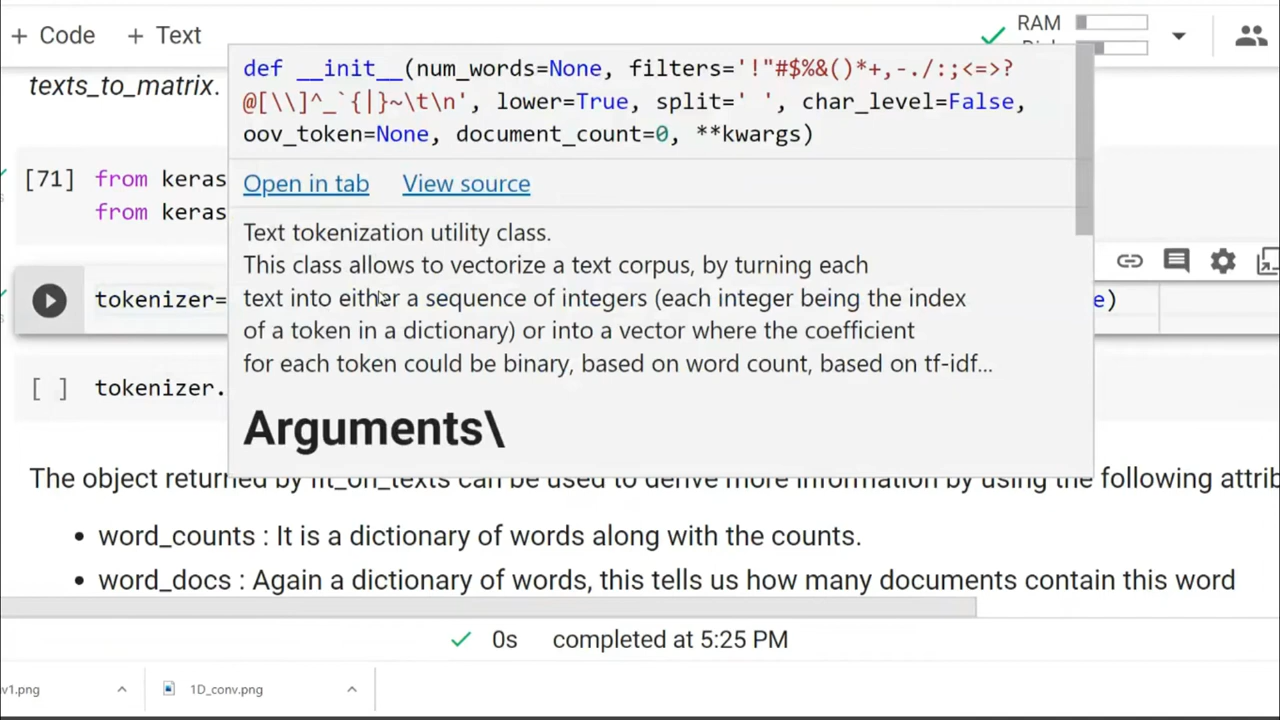 + Code + Text
RAM
texts_to_matrix.
def __init__(num_words=None, filters='!"#$%&()*+,-./:;<=>?
@[\\]^_`{|}~\t\n', lower=True, split=' ', char_level=False,
oov_token=None, document_count=0, **kwargs)
Open in tab View source
[71] from keras
from keras
Text tokenization utility class.
This class allows to vectorize a text corpus, by turning each
text into either a sequence of integers (each integer being the index
of a token in a dictionary) or into a vector where the coefficient
for each token could be binary, based on word count, based on tf-idf...
tokenizer= e)
[ ] tokenizer.
Arguments\
The object returned by fit_on_texts can be used to derive more information by using the following attrib
• word_counts : It is a dictionary of words along with the counts.
• word_docs : Again a dictionary of words, this tells us how many documents contain this word
0s completed at 5:25 PM
v1.png 1D_conv.png